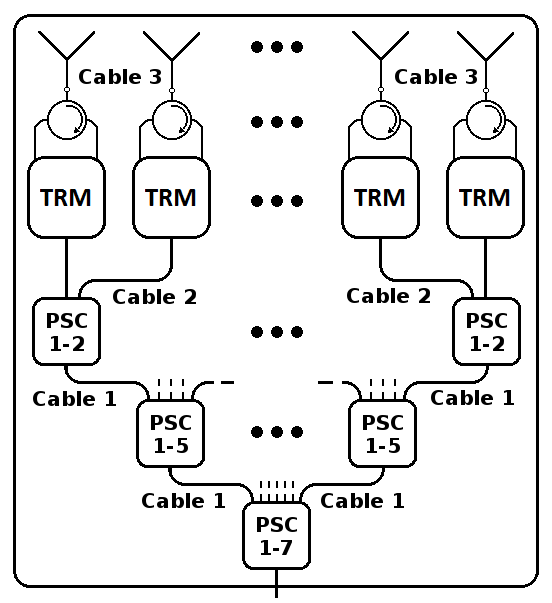 Cable 3
Cable 3
TRM
TRM
TRM
TRM
Cable 2
Cable 2
PSC
1-2
PSC
1-2
Cable 1
Cable 1
PSC
1-5
PSC
1-5
Cable 1
Cable 1
PSC
1-7